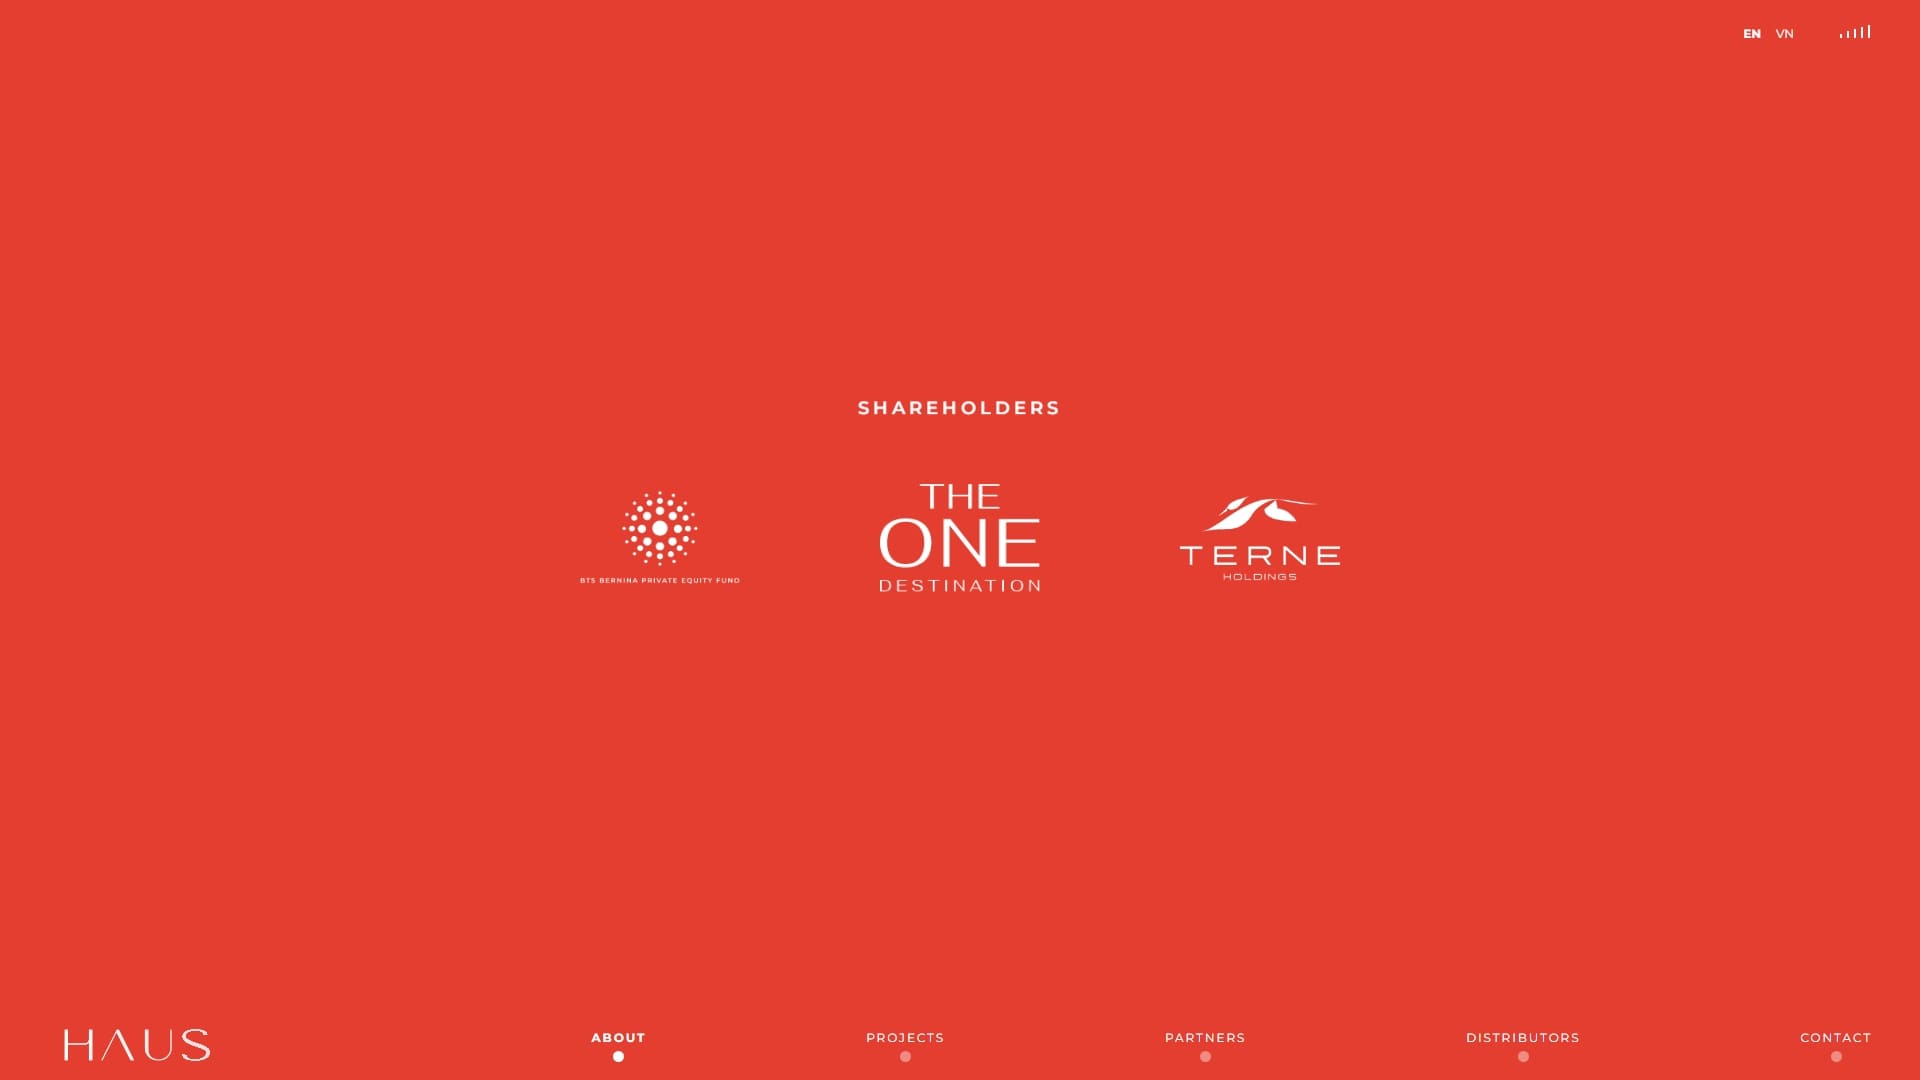 EN VN
SHAREHOLDERS
BTS BERNINA PRIVATE EQUITY FUND
THE
ONE
DESTINATION
TERNE
HOLDINGS
HAUS
ABOUT
PROJECTS
PARTNERS
DISTRIBUTORS
CONTACT